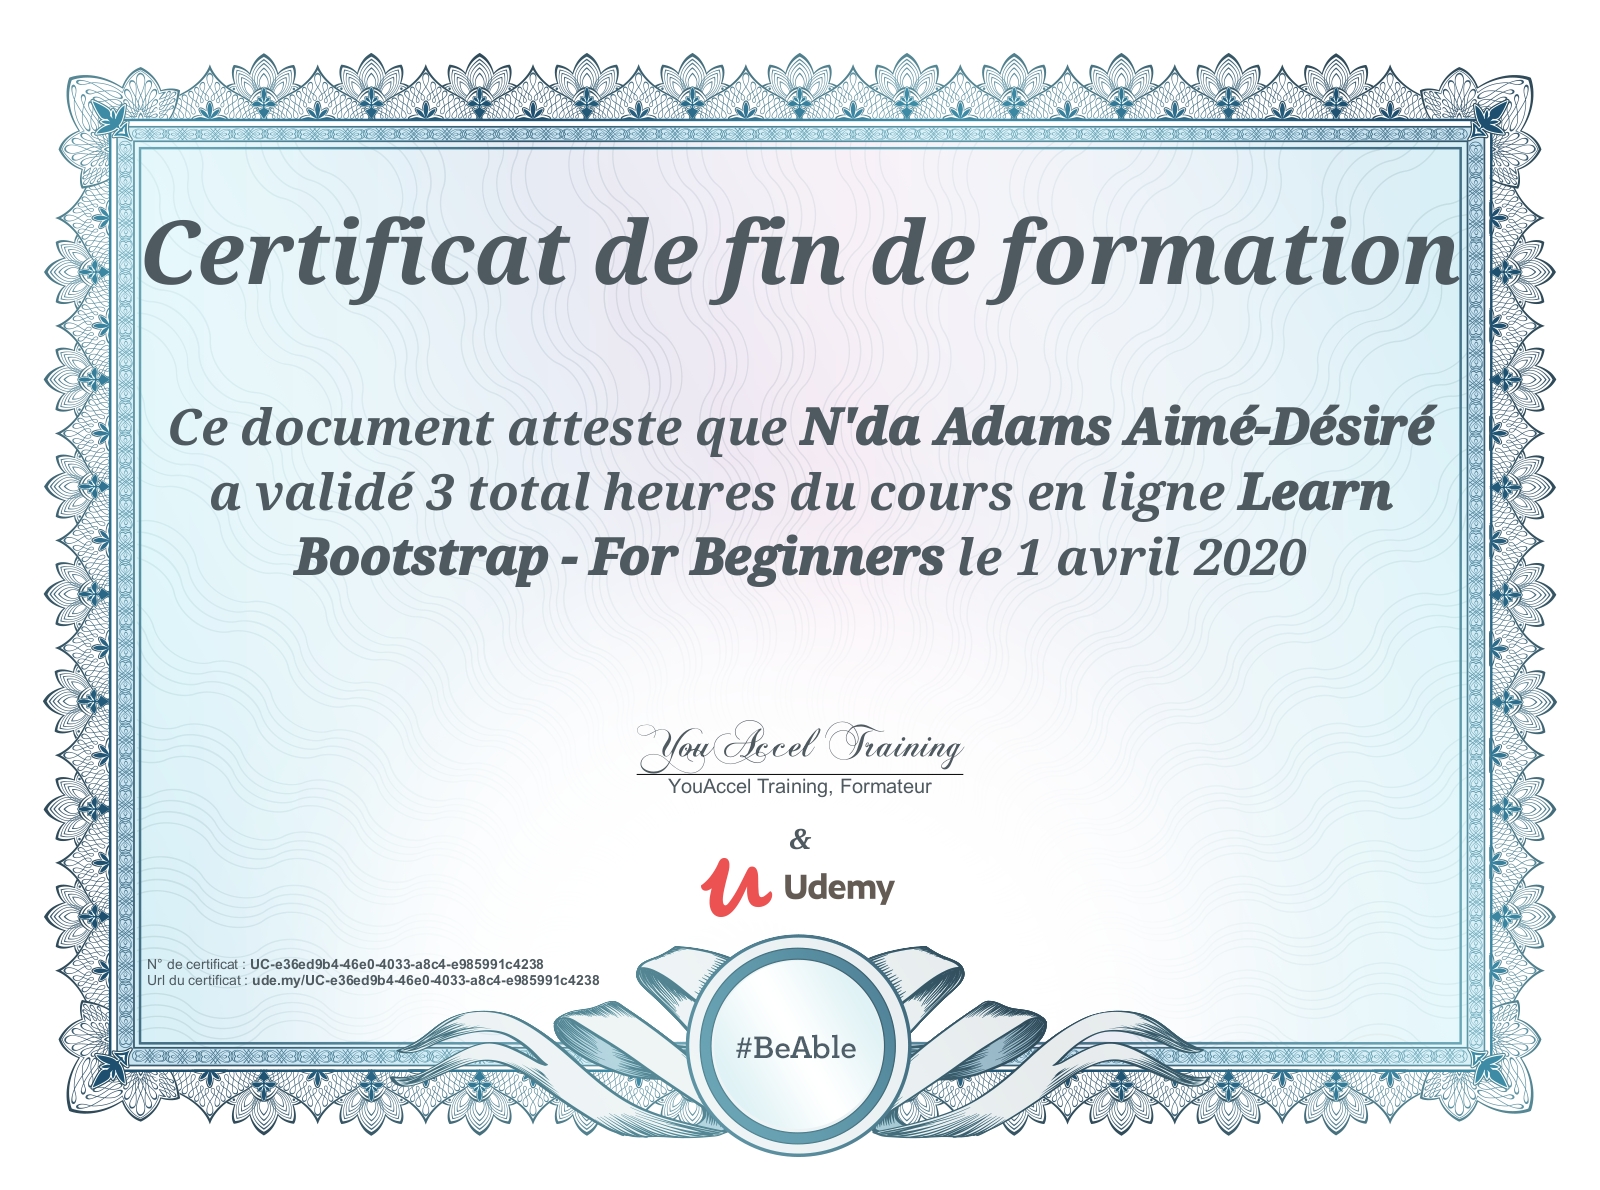 Certificat de fin de formation
Ce document atteste que N'da Adams Aimé-Désiré
a validé 3 total heures du cours en ligne Learn
Bootstrap - For Beginners le 1 avril 2020
YouAccel Training
YouAccel Training, Formateur
&
Udemy
N° de certificat : UC-e36ed9b4-46e0-4033-a8c4-e985991c4238
Url du certificat : ude.my/UC-e36ed9b4-46e0-4033-a8c4-e985991c4238
#BeAble